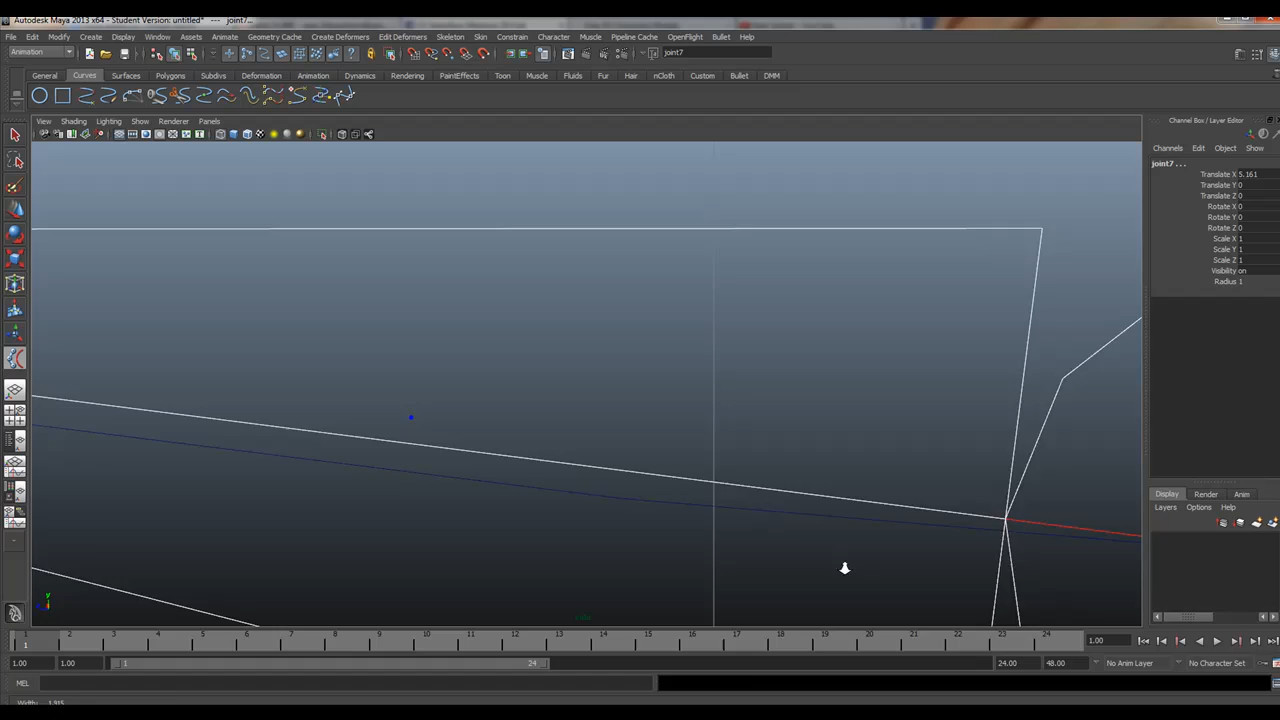 Autodesk Maya 2013 x64 - Student Version: untitled* --- joint7...
File Edit Modify Create Display Window Assets Animate Geometry Cache Create Deformers Edit Deformers Skeleton Skin Constrain Character Muscle Pipeline Cache OpenFlight Bullet Help
Animation joint7
General Curves Surfaces Polygons Subdivs Deformation Animation Dynamics Rendering PaintEffects Toon Muscle Fluids Fur Hair nCloth Custom Bullet DMM
View Shading Lighting Show Renderer Panels
Channel Box / Layer Editor
Channels Edit Object Show
joint7 ...
Translate X 5.161
Translate Y 0
Translate Z 0
Rotate X 0
Rotate Y 0
Rotate Z 0
Scale X 1
Scale Y 1
Scale Z 1
Visibility on
Radius 1
Display Render Anim
Layers Options Help
y
1 2 3 4 5 6 7 8 9 10 11 12 13 14 15 16 17 18 19 20 21 22 23 24 1.00
1
1.00 1.00 1 24 24.00 48.00 No Anim Layer No Character Set
MEL
Width: 1.915